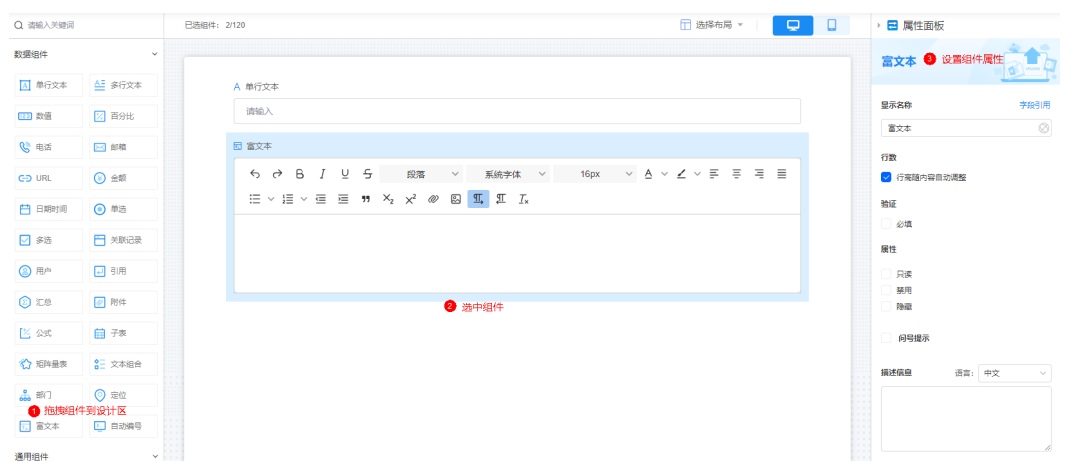 请输入关键词
已选组件： 2/120
选择布局
属性面板
数据组件
单行文本
多行文本
数值
百分比
电话
邮箱
URL
金额
日期时间
单选
多选
关联记录
用户
引用
汇总
附件
公式
子表
矩阵量表
文本组合
部门
定位
1 拖拽组件到设计区
富文本
自动编号
通用组件
A 单行文本
请输入
富文本
段落
系统字体
16px
2 选中组件
富文本
3 设置组件属性
显示名称
字段引用
富文本
行数
行高随内容自动调整
验证
必填
属性
只读
禁用
隐藏
问号提示
描述信息
语言：
中文